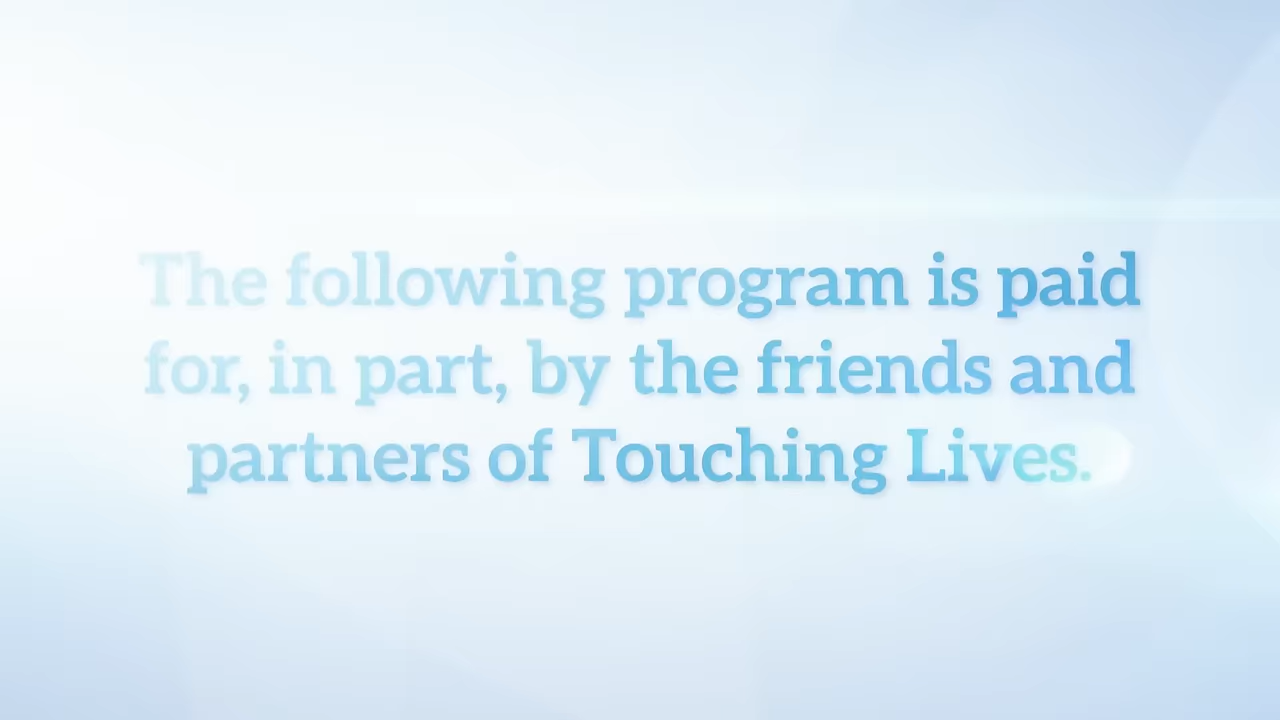 The following program is paid
for, in part, by the friends and
partners of Touching Lives.